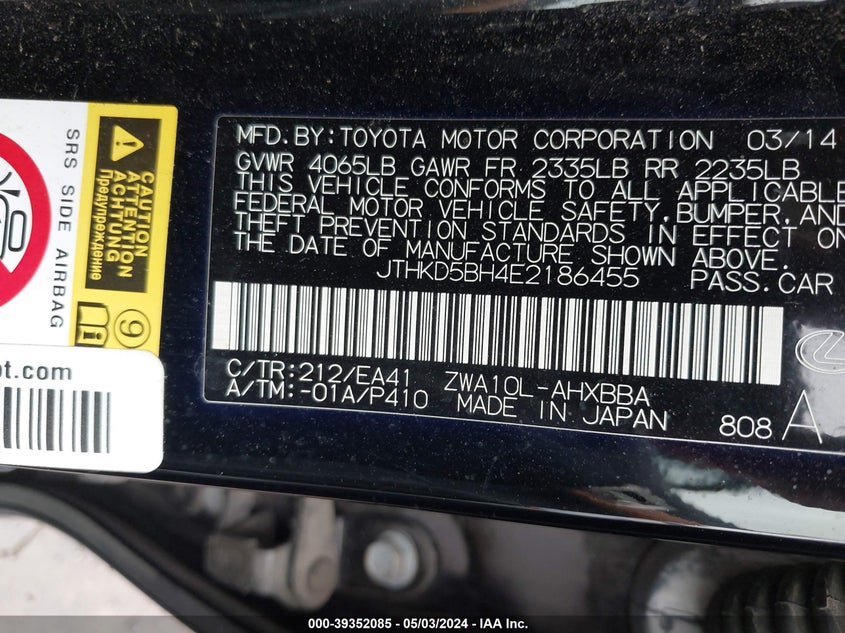 MFD.BY:TOYOTA MOTOR CORPORATION 03/14
GVWR 4065LB GAWR FR 2335LB RR 2235LB
THIS VEHICLE CONFORMS TO ALL APPLICABLE
FEDERAL MOTOR VEHICLE SAFETY,BUMPER,AND
THEFT PREVENTION STANDARDS IN EFFECT ON
THE DATE OF MANUFACTURE SHOWN ABOVE.
JTHKD5BH4E2186455 PASS.CAR
C/TR:212/EA41 ZWA10L-AHXBBA
A/TM:-01A/P410 MADE IN JAPAN
808 A
SRS SIDE AIRBAG
CAUTION
ATTENTION
ACHTUNG
Предупреждение
9
pt.com
000-39352085 - 05/03/2024 - IAA Inc.